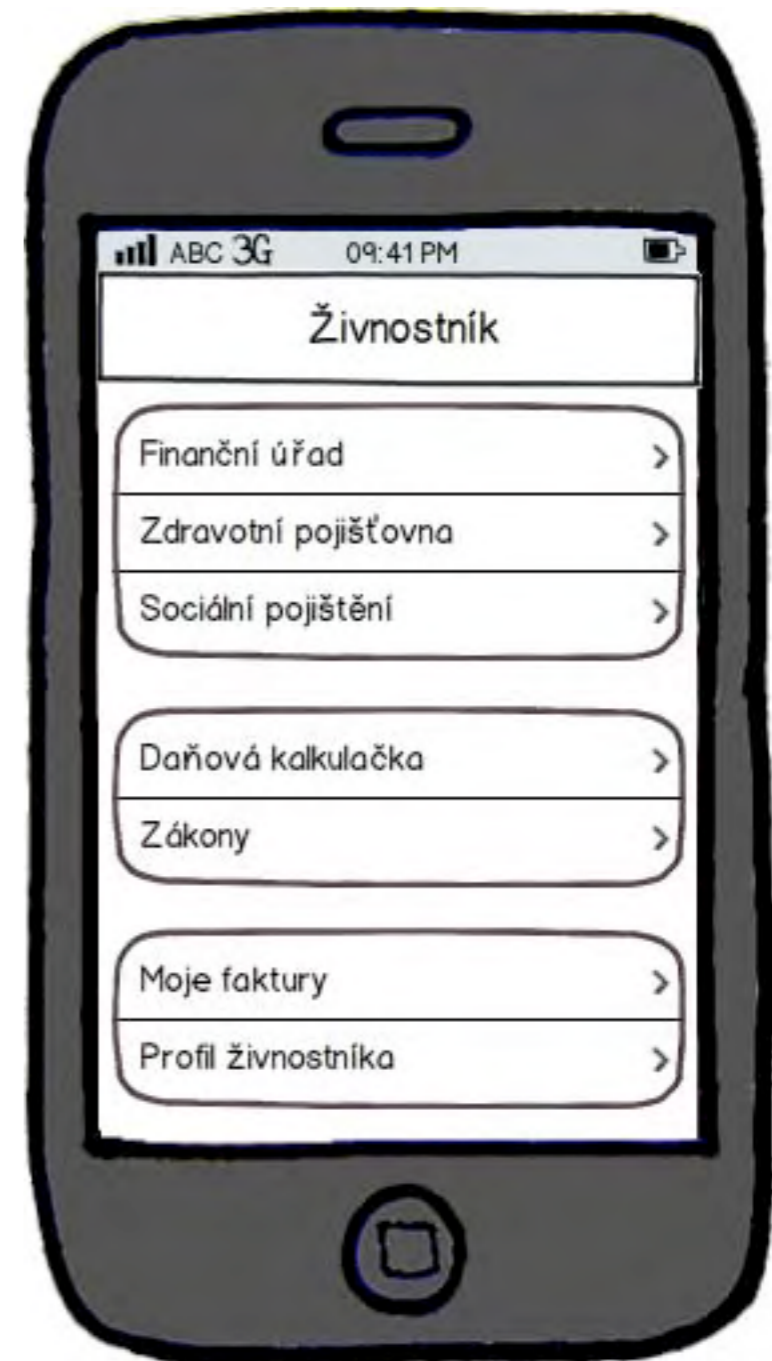 ABC 3G 09:41 PM
Živnostník
Finanční úřad
Zdravotní pojišťovna
Sociální pojištění
Daňová kalkulačka
Zákony
Moje faktury
Profil živnostníka